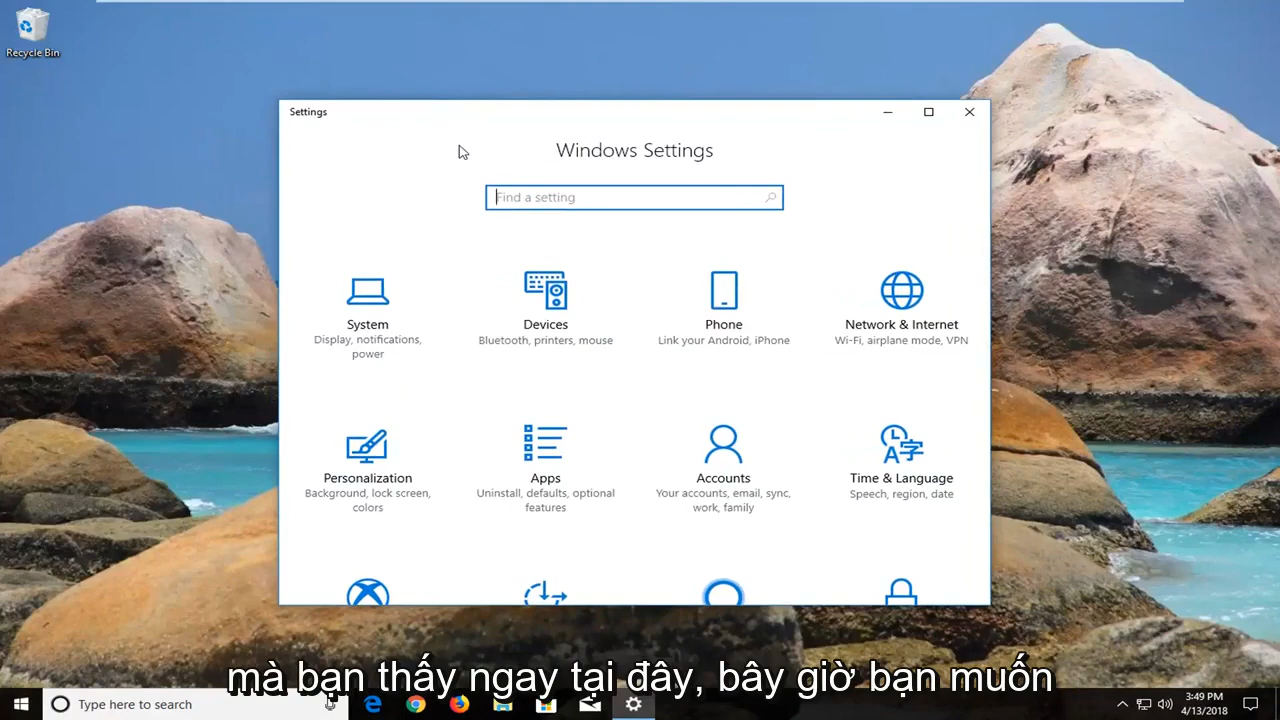 Recycle Bin
Settings
Windows Settings
Find a setting
System
Display, notifications,
power
Devices
Bluetooth, printers, mouse
Phone
Link your Android, iPhone
Network & Internet
Wi-Fi, airplane mode, VPN
Personalization
Background, lock screen,
colors
Apps
Uninstall, defaults, optional
features
Accounts
Your accounts, email, sync,
work, family
Time & Language
Speech, region, date
mà bạn thấy ngay tại đây, bây giờ bạn muốn
Type here to search
3:49 PM
4/13/2018